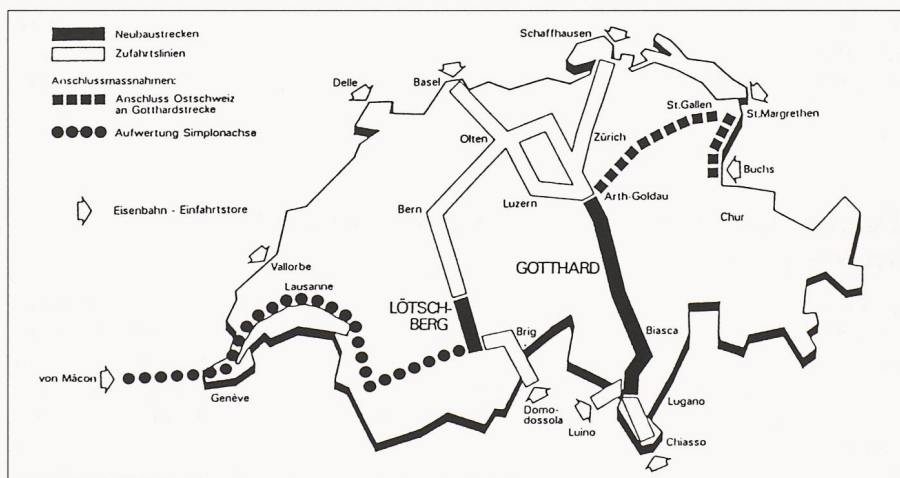 Neubaustrecken
Zufahrtslinien
Anschlussmassnahmen:
Anschluss Ostschweiz
an Gotthardstrecke
Aufwertung Simplonachse
Eisenbahn - Einfahrtstore
Schaffhausen
Basel
Delle
St.Gallen
St.Margrethen
Olten
Zürich
Buchs
Bern
Luzern
Arth-Goldau
Chur
Vallorbe
GOTTHARD
Lausanne
LÖTSCH-
BERG
Brig
Biasca
von Mâcon
Genève
Domo-
dossola
Luino
Lugano
Chiasso